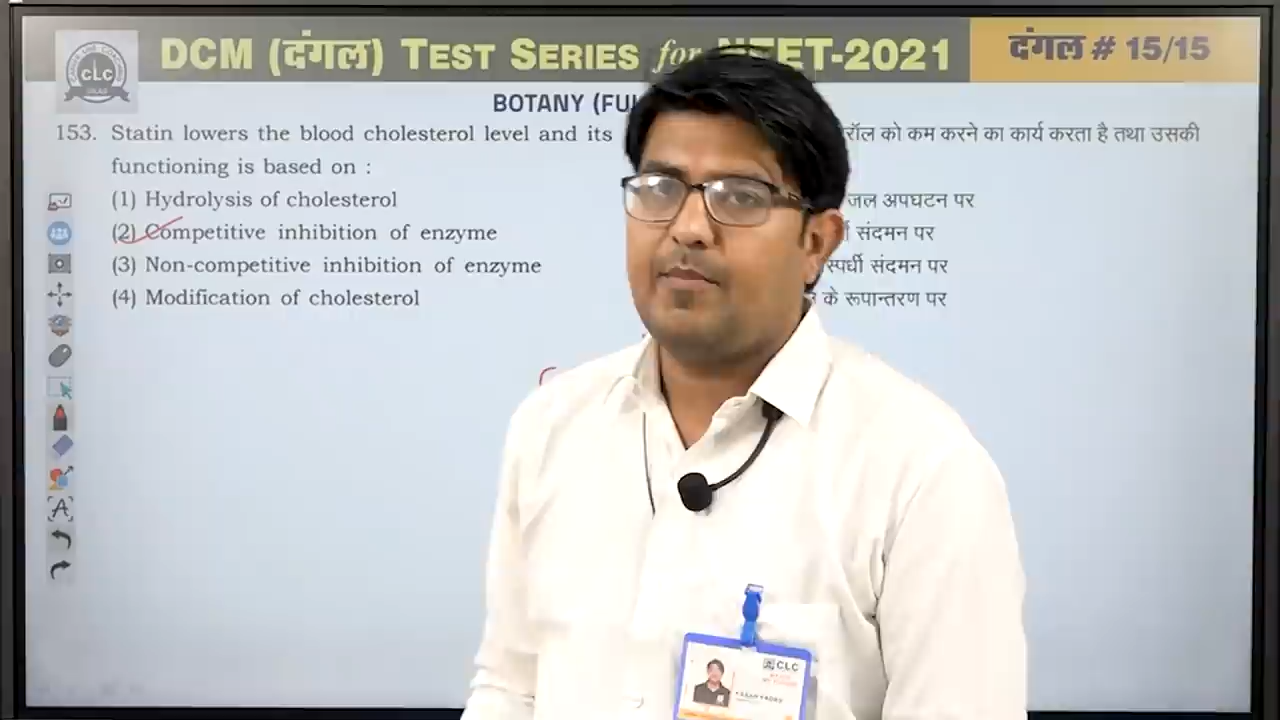 DCM (दंगल) TEST SERIES for NEET-2021
दंगल # 15/15
CLC
BOTANY
153. Statin lowers the blood cholesterol level and its
functioning is based on :
(1) Hydrolysis of cholesterol
(2) Competitive inhibition of enzyme
(3) Non-competitive inhibition of enzyme
(4) Modification of cholesterol
को कम करने का कार्य करता है तथा उसकी
जल अपघटन पर
संदमन पर
संदमन पर
के रूपान्तरण पर
CLC